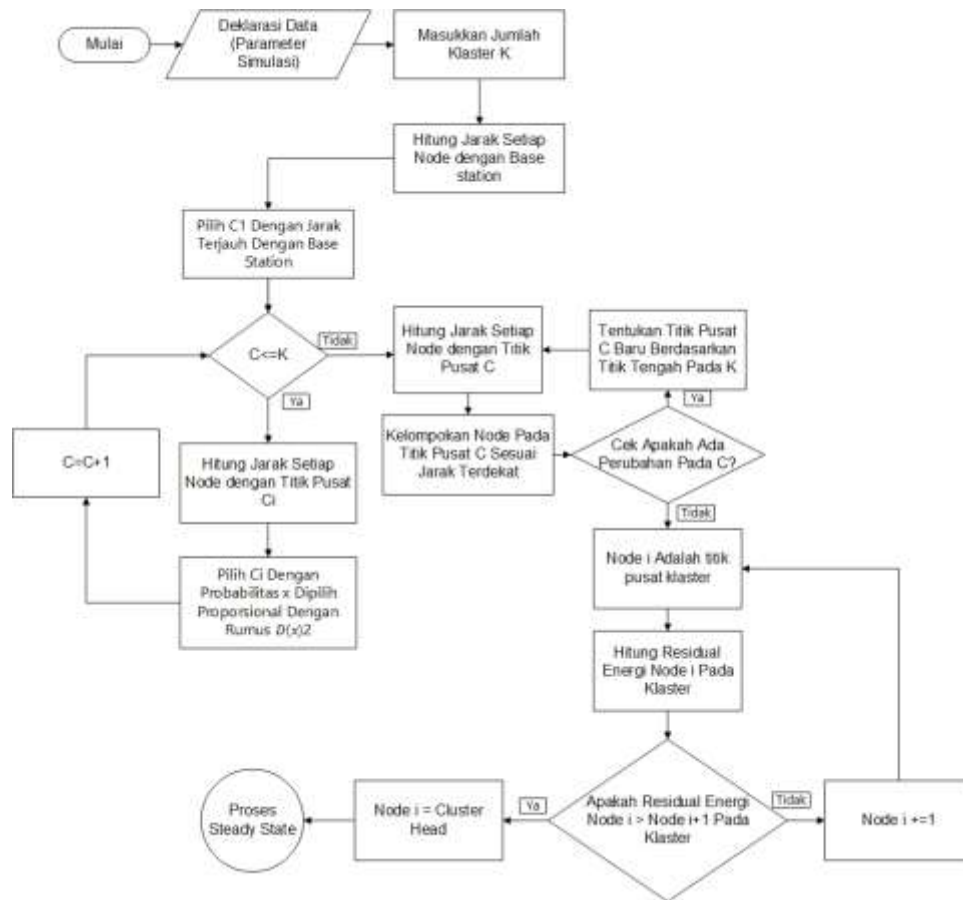 Mulai
Deklarasi Data
(Parameter
Simulasi)
Masukkan Jumlah
Klaster K
Hitung Jarak Setiap
Node dengan Base
station
Pilih C1 Dengan Jarak
Terjauh Dengan Base
Station
C<=K
Tidak
Ya
Hitung Jarak Setiap
Node dengan Titik Pusat
Ci
Pilih Ci Dengan
Probabilitas x Dipilih
Proporsional Dengan
Rumus D(x)2
C=C+1
Hitung Jarak Setiap
Node dengan Titik
Pusat C
Kelompokan Node Pada
Titik Pusat C Sesuai
Jarak Terdekat
Cek Apakah Ada
Perubahan Pada C?
Ya
Tentukan Titik Pusat
C Baru Berdasarkan
Titik Tengah Pada K
Tidak
Node i Adalah titik
pusat klaster
Hitung Residual
Energi Node i Pada
Klaster
Apakah Residual Energi
Node i > Node i+1 Pada
Klaster
Tidak
Node i +=1
Ya
Node i = Cluster
Head
Proses
Steady State